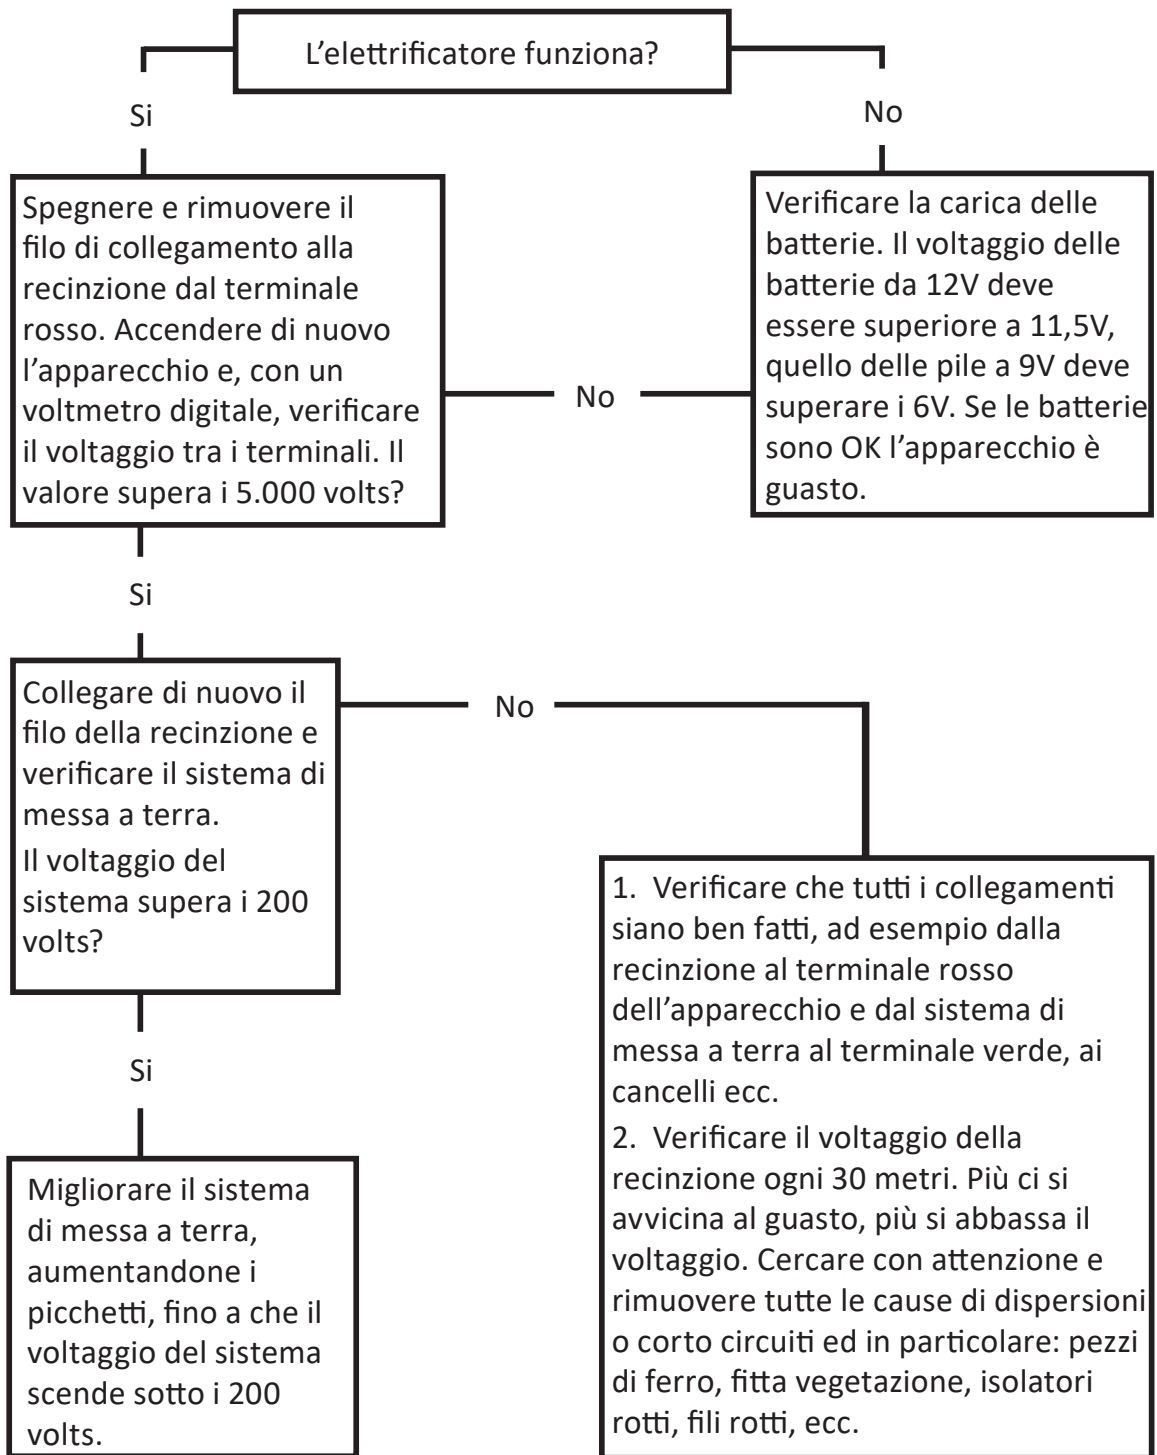 L'elettrificatore funziona?
Si
No
Spegnere e rimuovere il
filo di collegamento alla
recinzione dal terminale
rosso. Accendere di nuovo
l'apparecchio e, con un
voltmetro digitale, verificare
il voltaggio tra i terminali. Il
valore supera i 5.000 volts?
No
Verificare la carica delle
batterie. Il voltaggio delle
batterie da 12V deve
essere superiore a 11,5V,
quello delle pile a 9V deve
superare i 6V. Se le batterie
sono OK l'apparecchio è
guasto.
Si
Collegare di nuovo il
filo della recinzione e
verificare il sistema di
messa a terra.
Il voltaggio del
sistema supera i 200
volts?
No
Si
Migliorare il sistema
di messa a terra,
aumentandone i
picchetti, fino a che il
voltaggio del sistema
scende sotto i 200
volts.
1. Verificare che tutti i collegamenti
siano ben fatti, ad esempio dalla
recinzione al terminale rosso
dell'apparecchio e dal sistema di
messa a terra al terminale verde, ai
cancelli ecc.
2. Verificare il voltaggio della
recinzione ogni 30 metri. Più ci si
avvicina al guasto, più si abbassa il
voltaggio. Cercare con attenzione e
rimuovere tutte le cause di dispersioni
o corto circuiti ed in particolare: pezzi
di ferro, fitta vegetazione, isolatori
rotti, fili rotti, ecc.